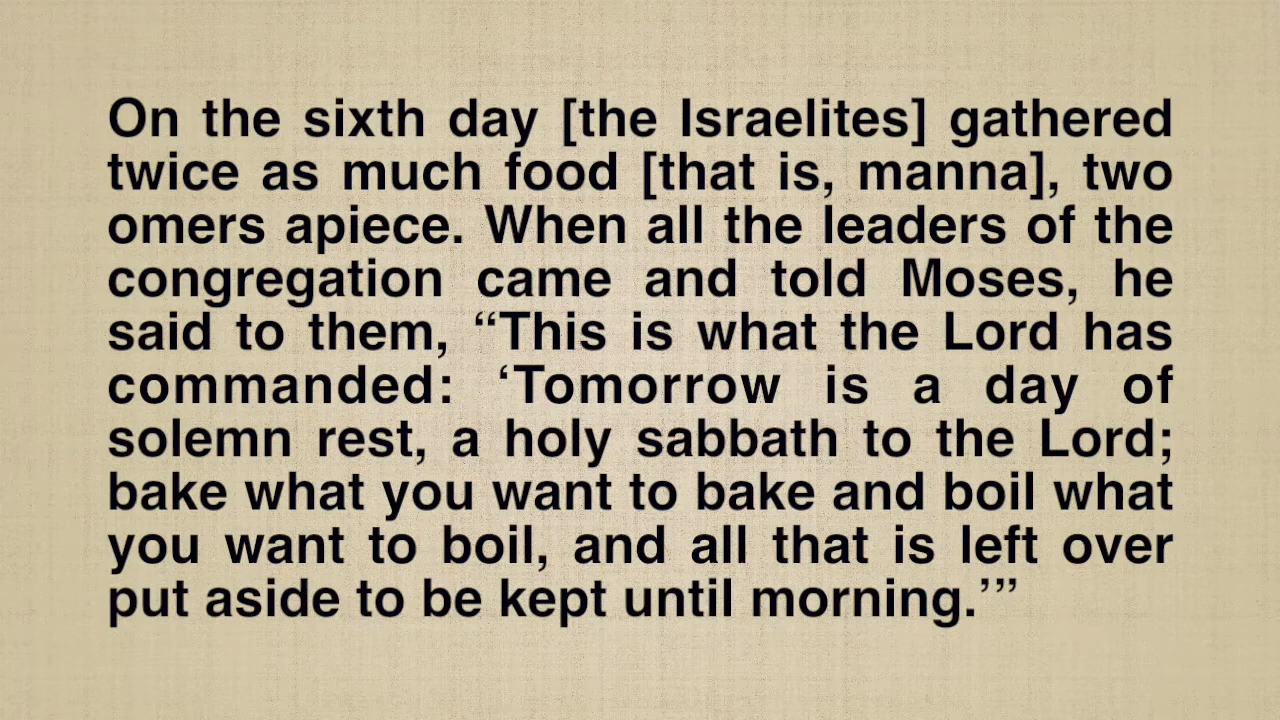 On the sixth day [the Israelites] gathered
twice as much food [that is, manna], two
omers apiece. When all the leaders of the
congregation came and told Moses, he
said to them, “This is what the Lord has
commanded: ‘Tomorrow is a day of
solemn rest, a holy sabbath to the Lord;
bake what you want to bake and boil what
you want to boil, and all that is left over
put aside to be kept until morning.’”